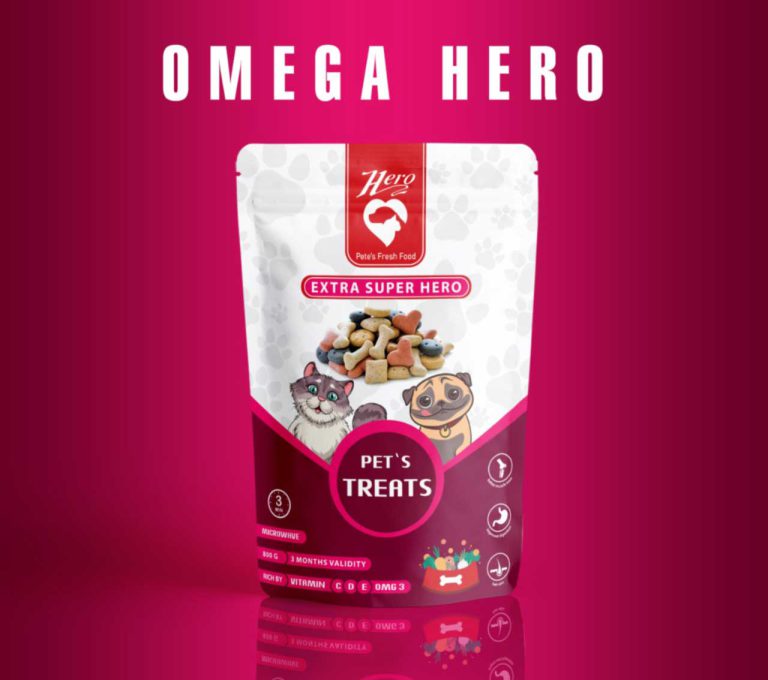 OMEGA HERO
Hero
Pete's Fresh Food
EXTRA SUPER HERO
PET`S
TREATS
3
MIN
MICROWAVE
800 G 3 MONTHS VALIDITY
RICH BY VITAMIN C D E OMG 3